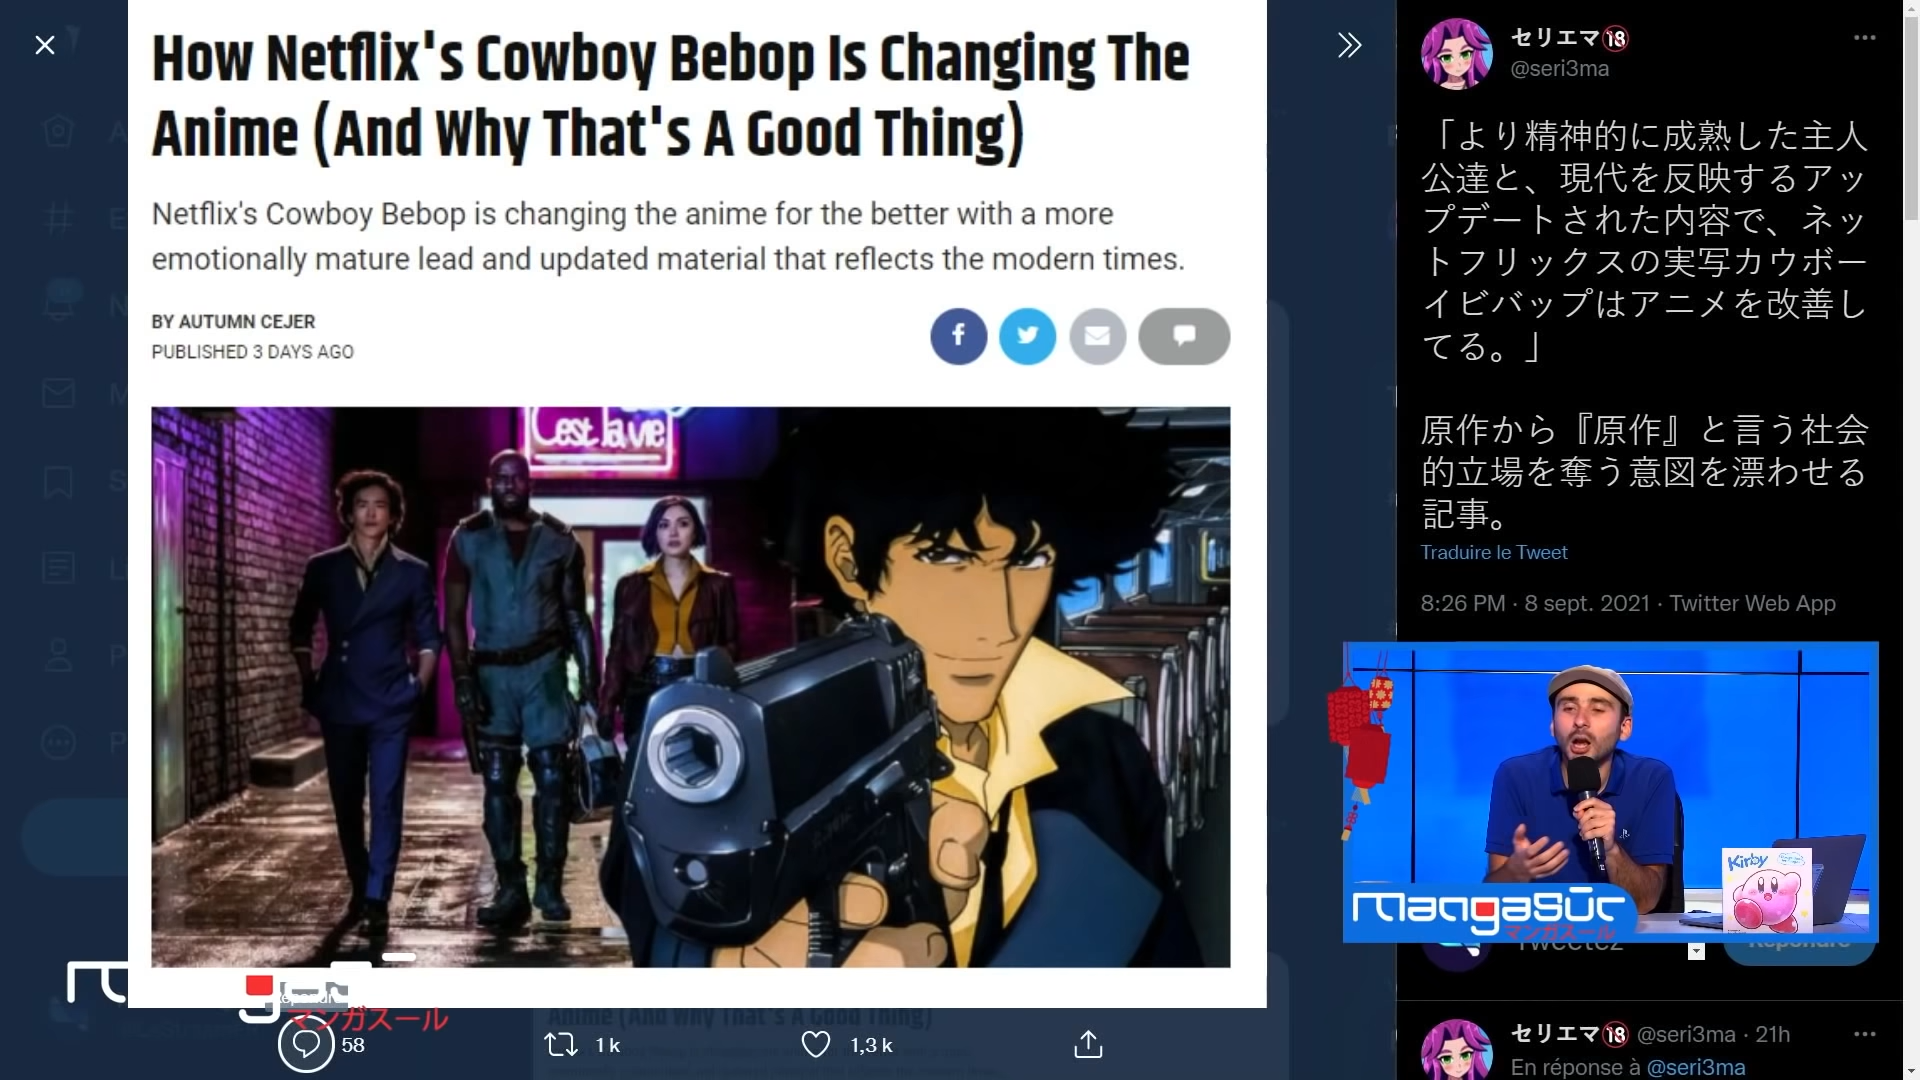 How Netflix's Cowboy Bebop Is Changing The
Anime (And Why That's A Good Thing)
Netflix's Cowboy Bebop is changing the anime for the better with a more
emotionally mature lead and updated material that reflects the modern times.
BY AUTUMN CEJER
PUBLISHED 3 DAYS AGO
C'est la vie
58
1 k
1,3 k
マンガスール
セリエマ🔞
@seri3ma
「より精神的に成熟した主人
公達と、現代を反映するアッ
プデートされた内容で、ネッ
トフリックスの実写カウボー
イビバップはアニメを改善し
てる。」
原作から『原作』と言う社会
的立場を奪う意図を漂わせる
記事。
Traduire le Tweet
8:26 PM · 8 sept. 2021 · Twitter Web App
Kirby
mangaSūr
マンガスール
Tweetez
Répondre
セリエマ🔞 @seri3ma · 21h
En réponse à @seri3ma